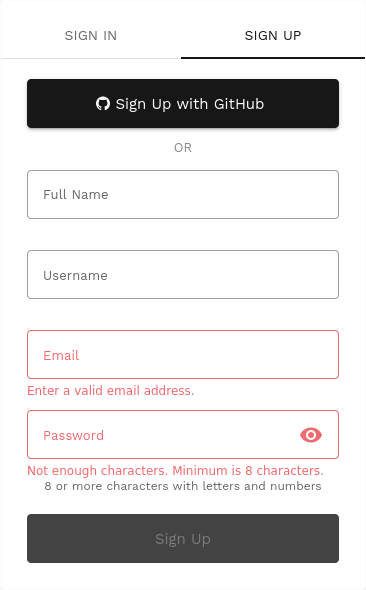 SIGN IN
SIGN UP
Sign Up with GitHub
OR
Full Name
Username
Email
Enter a valid email address.
Password
Not enough characters. Minimum is 8 characters.
8 or more characters with letters and numbers
Sign Up